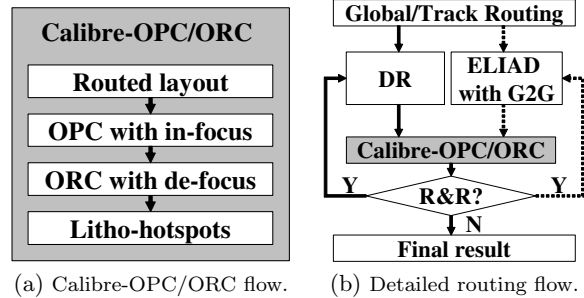 Calibre-OPC/ORC
Routed layout
OPC with in-focus
ORC with de-focus
Litho-hotspots
(a) Calibre-OPC/ORC flow.
Global/Track Routing
DR
ELIAD
with G2G
Calibre-OPC/ORC
Y
R&R?
Y
N
Final result
(b) Detailed routing flow.